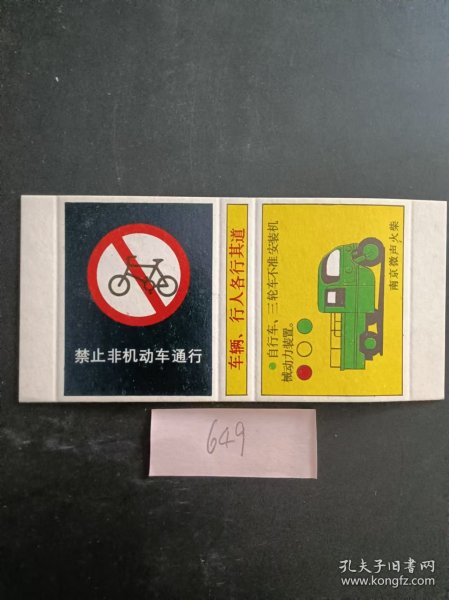 禁止非机动车通行
车辆、行人各行其道
自行车、三轮车不准安装机
械动力装置。
南京微声火柴
649
孔夫子旧书网
www.kongfz.com